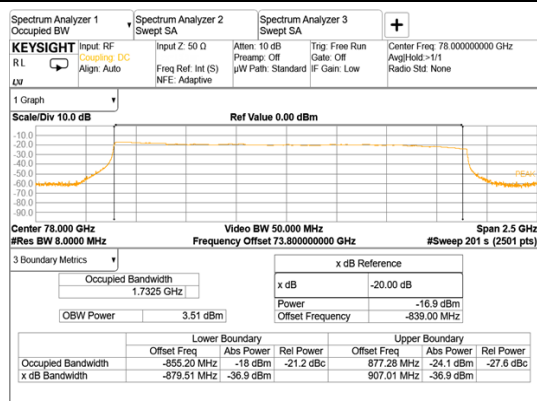 Spectrum Analyzer 1 Spectrum Analyzer 2 Spectrum Analyzer 3 +
Occupied BW Swept SA Swept SA
KEYSIGHT Input: RF Input Z: 50 Ω Atten: 10 dB Trig: Free Run Center Freq: 78.000000000 GHz
RL Coupling: DC Preamp: Off Gate: Off Avg|Hold:>1/1
Align: Auto Freq Ref: Int (S) µW Path: Standard IF Gain: Low Radio Std: None
LXI NFE: Adaptive
1 Graph
Scale/Div 10.0 dB Ref Value 0.00 dBm
-10.0
-20.0
-30.0
-40.0
-50.0
-60.0
-70.0
-80.0
-90.0
PEAK
Center 78.000 GHz Video BW 50.000 MHz Span 2.5 GHz
#Res BW 8.0000 MHz Frequency Offset 73.800000000 GHz #Sweep 201 s (2501 pts)
3 Boundary Metrics
x dB Reference
Occupied Bandwidth
1.7325 GHz
x dB -20.00 dB
Power -16.9 dBm
OBW Power 3.51 dBm Offset Frequency -839.00 MHz
Lower Boundary Upper Boundary
Offset Freq Abs Power Rel Power Offset Freq Abs Power Rel Power
Occupied Bandwidth -855.20 MHz -18 dBm -21.2 dBc 877.28 MHz -24.1 dBm -27.6 dBc
x dB Bandwidth -879.51 MHz -36.9 dBm 907.01 MHz -36.9 dBm